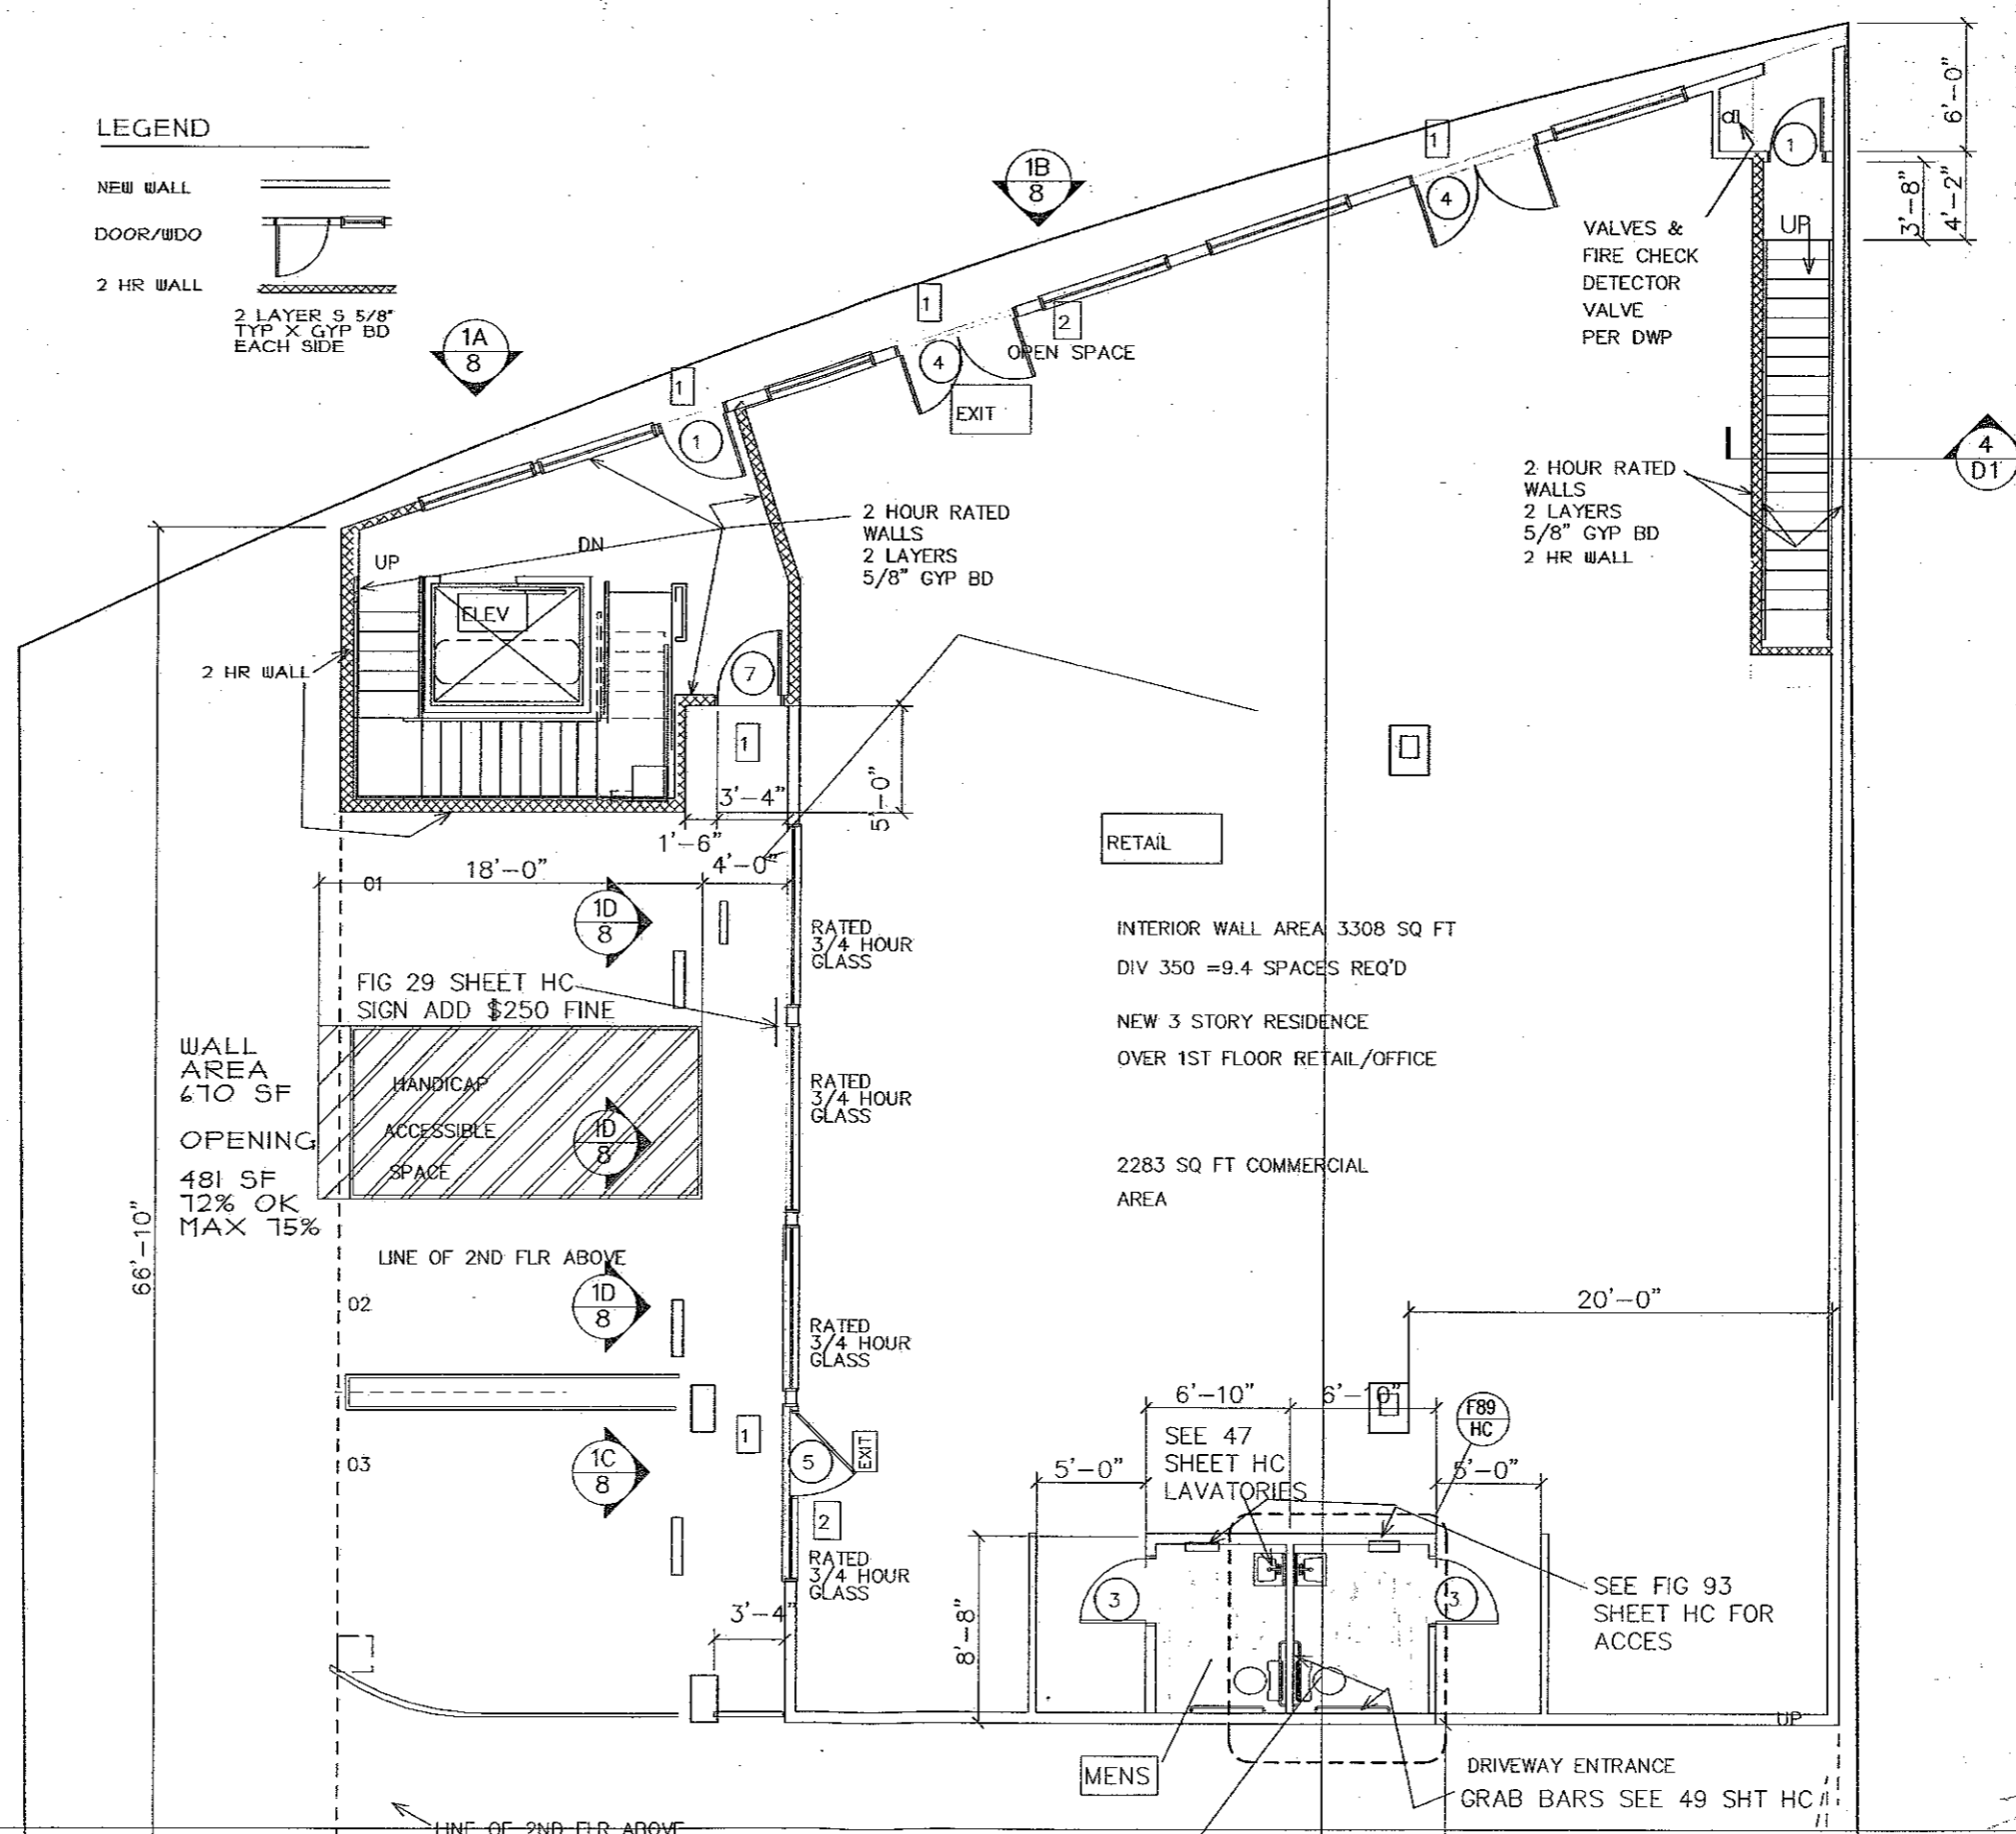 LEGEND
NEW WALL
DOOR/WDO
2 HR WALL
2 LAYER S 5/8"
TYP X GYP BD
EACH SIDE
1A
8
1B
8
1
1
1
1
4
4
1
2
OPEN SPACE
EXIT
1
6'-0"
3'-8"
4'-2"
UP
VALVES &
FIRE CHECK
DETECTOR
VALVE
PER DWP
4
D1
2 HOUR RATED
WALLS
2 LAYERS
5/8" GYP BD
2 HR WALL
2 HOUR RATED
WALLS
2 LAYERS
5/8" GYP BD
UP
DN
ELEV
2 HR WALL
7
1
3'-4"
1'-6"
5'-0"
4'-0"
18'-0"
01
1D
8
RATED
3/4 HOUR
GLASS
FIG 29 SHEET HC
SIGN ADD $250 FINE
WALL
AREA
670 SF
OPENING
481 SF
72% OK
MAX 75%
HANDICAP
ACCESSIBLE
SPACE
1D
8
RATED
3/4 HOUR
GLASS
66'-10"
LINE OF 2ND FLR ABOVE
02
1D
8
RATED
3/4 HOUR
GLASS
03
1C
8
1
5
EXIT
2
RATED
3/4 HOUR
GLASS
3'-4"
RETAIL
INTERIOR WALL AREA 3308 SQ FT
DIV 350 =9.4 SPACES REQ'D
NEW 3 STORY RESIDENCE
OVER 1ST FLOOR RETAIL/OFFICE
2283 SQ FT COMMERCIAL
AREA
20'-0"
6'-10"
6'-10"
F89
HC
SEE 47
SHEET HC
LAVATORIES
5'-0"
5'-0"
8'-8"
3
3
SEE FIG 93
SHEET HC FOR
ACCES
UP
MENS
DRIVEWAY ENTRANCE
GRAB BARS SEE 49 SHT HC
LINE OF 2ND FLR ABOVE